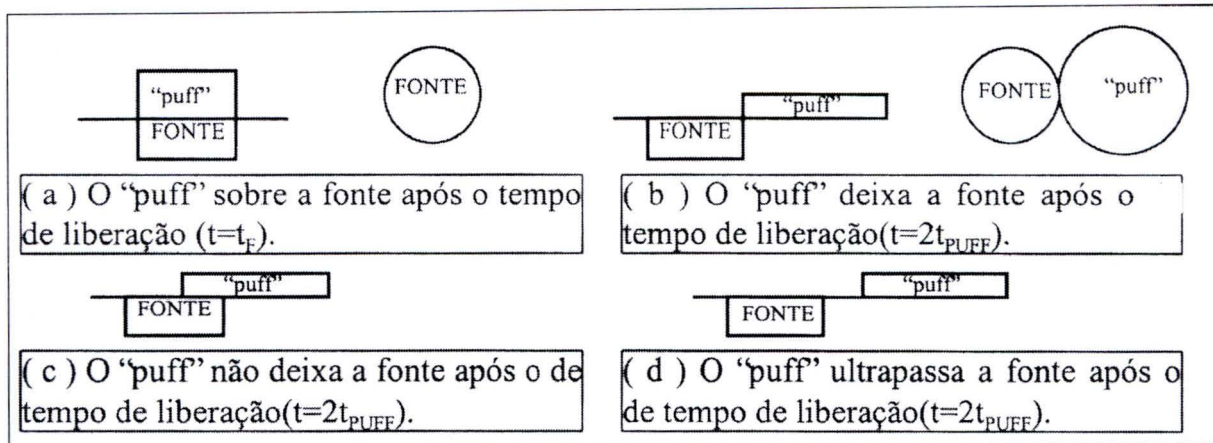 "puff"
FONTE
FONTE
"puff"
FONTE
FONTE
"puff"
( a ) O "puff" sobre a fonte após o tempo
de liberação (t=t_F).
( b ) O "puff" deixa a fonte após o
tempo de liberação(t=2t_PUFF).
"puff"
FONTE
"puff"
FONTE
( c ) O "puff" não deixa a fonte após o de
tempo de liberação(t=2t_PUFF).
( d ) O "puff" ultrapassa a fonte após o
de tempo de liberação(t=2t_PUFF).